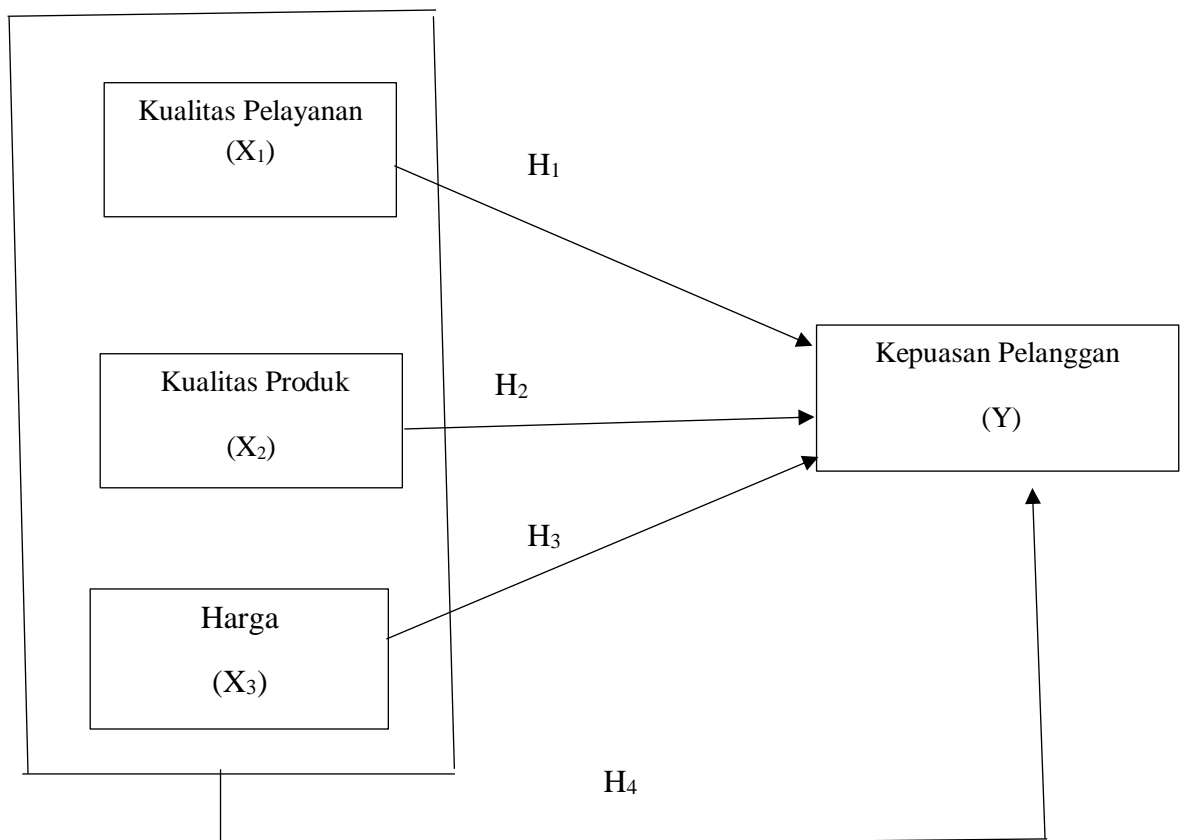 Kualitas Pelayanan
(X₁)
H₁
Kualitas Produk
(X₂)
H₂
Kepuasan Pelanggan
(Y)
H₃
Harga
(X₃)
H₄